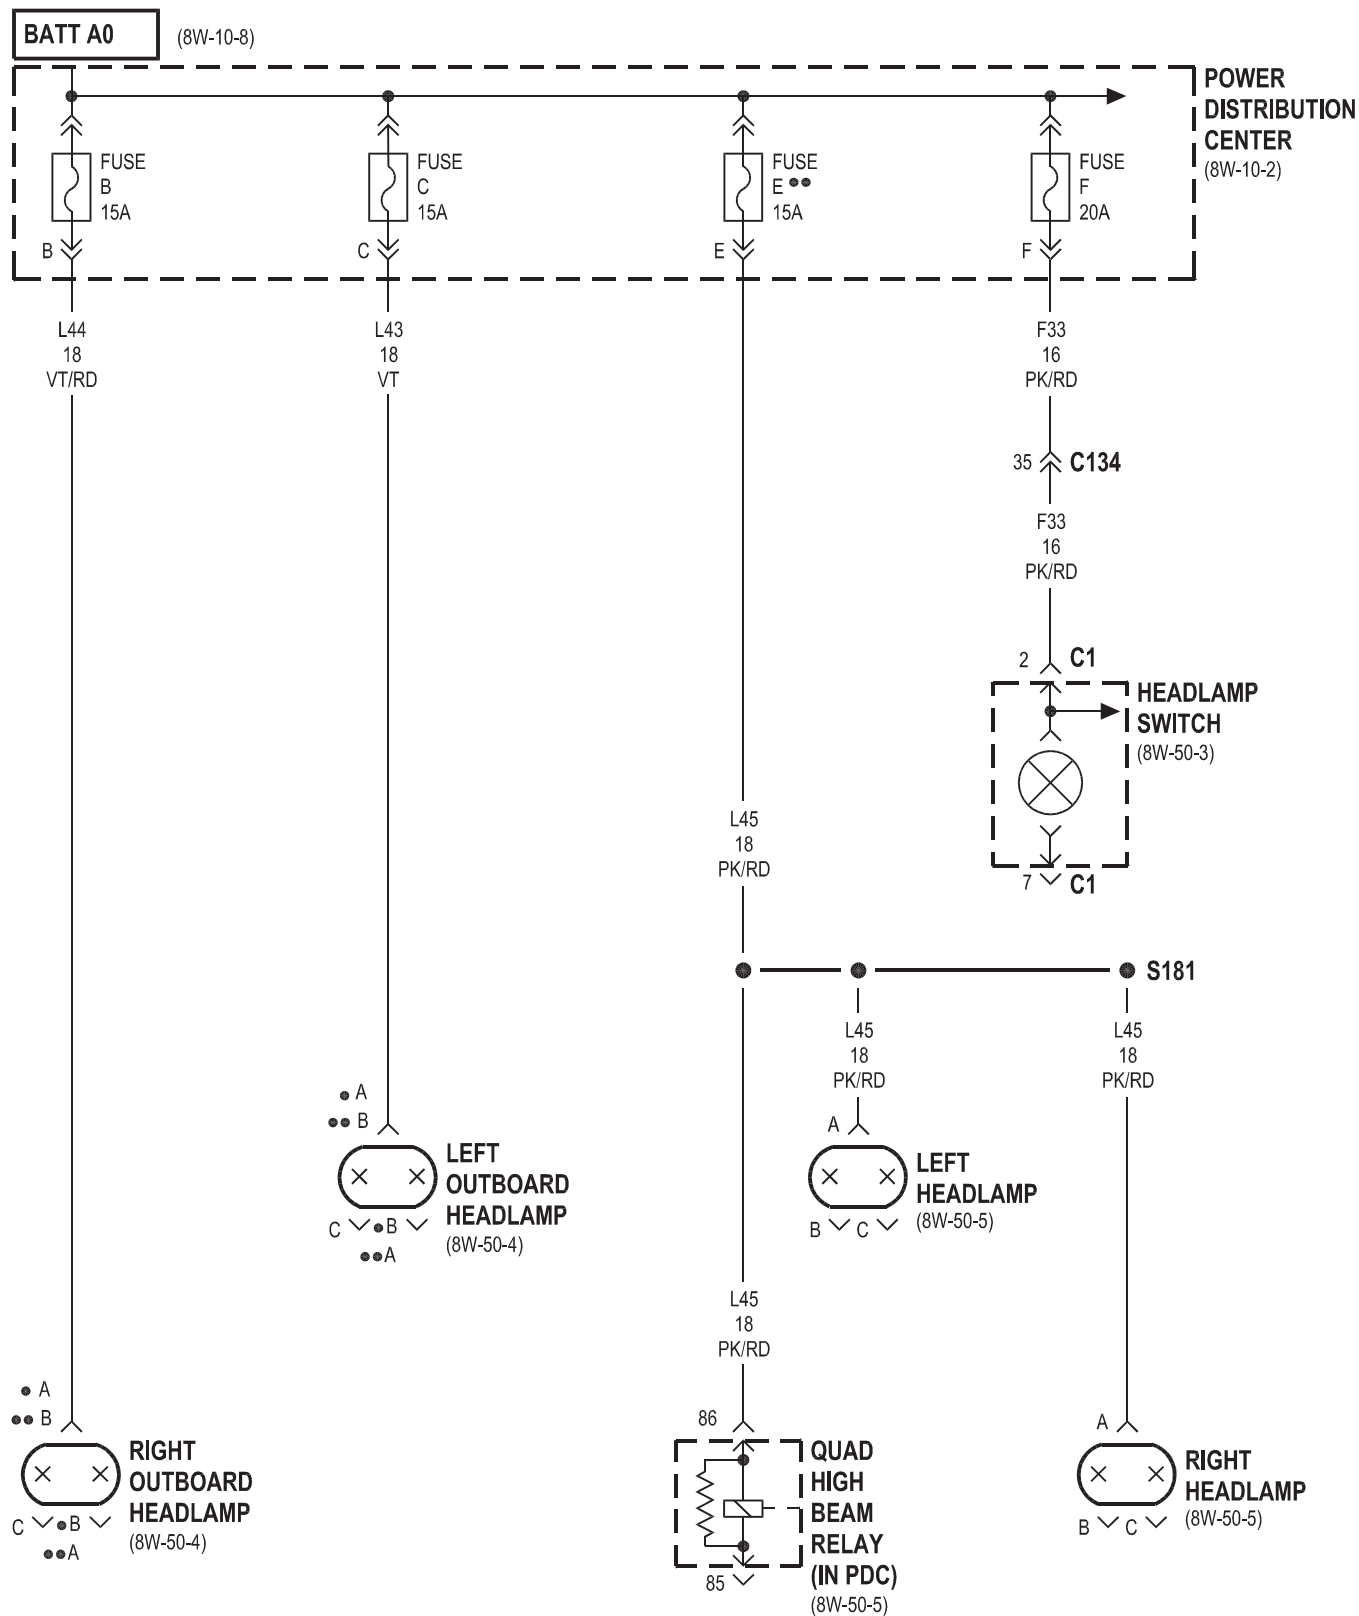 BATT A0
(8W-10-8)
POWER
DISTRIBUTION
CENTER
(8W-10-2)
FUSE
B
15A
B
FUSE
C
15A
C
FUSE
E ••
15A
E
FUSE
F
20A
F
L44
18
VT/RD
L43
18
VT
F33
16
PK/RD
35
C134
F33
16
PK/RD
2
C1
HEADLAMP
SWITCH
(8W-50-3)
7
C1
L45
18
PK/RD
S181
L45
18
PK/RD
L45
18
PK/RD
• A
•• B
LEFT
OUTBOARD
HEADLAMP
(8W-50-4)
C
•B
••A
A
LEFT
HEADLAMP
(8W-50-5)
B
C
L45
18
PK/RD
• A
•• B
RIGHT
OUTBOARD
HEADLAMP
(8W-50-4)
C
•B
••A
86
QUAD
HIGH
BEAM
RELAY
(IN PDC)
(8W-50-5)
85
A
RIGHT
HEADLAMP
(8W-50-5)
B
C